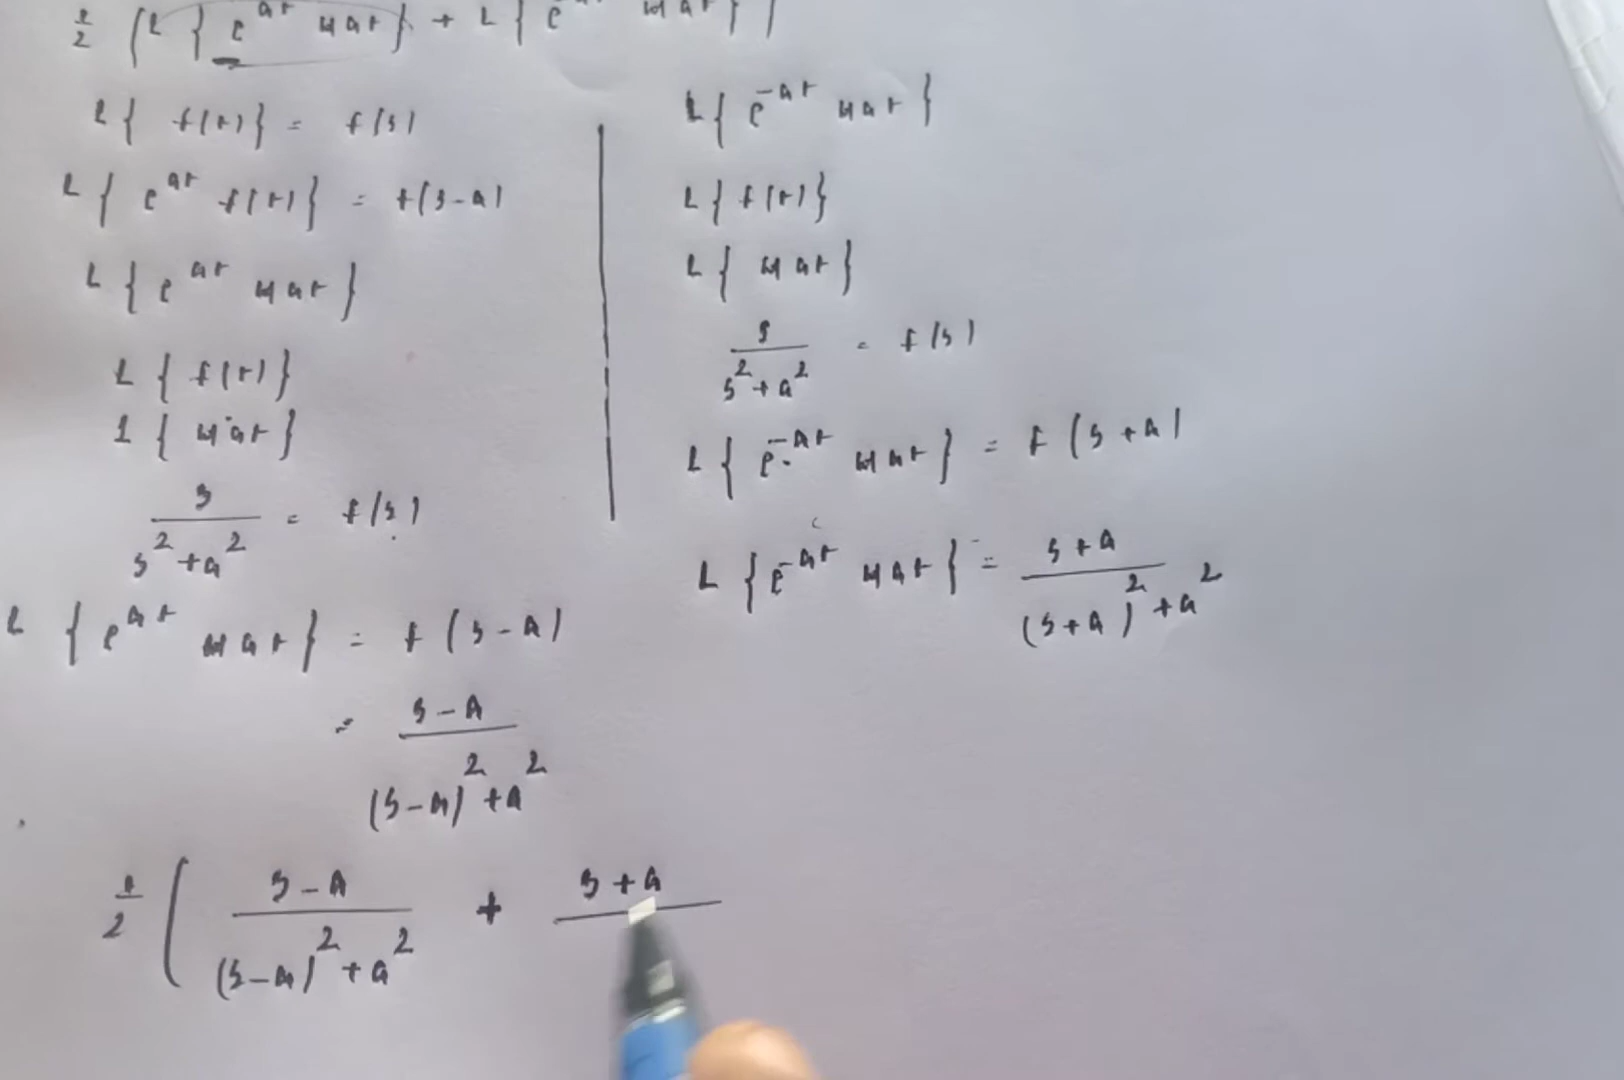 1/2 ( L { e^at cos at } + L { e^-at cos at } )
L { f(t) } = f(s)
L { e^at f(t) } = f(s-a)
L { e^at cos at }
L { f(t) }
L { cos at }
s / (s^2 + a^2) = f(s)
L { e^at cos at } = f(s-a)
= (s-a) / ((s-a)^2 + a^2)
L { e^-at cos at }
L { f(t) }
L { cos at }
s / (s^2 + a^2) = f(s)
L { e^-at cos at } = f(s+a)
L { e^-at cos at } = (s+a) / ((s+a)^2 + a^2)
1/2 ( (s-a) / ((s-a)^2 + a^2) + (s+a) /